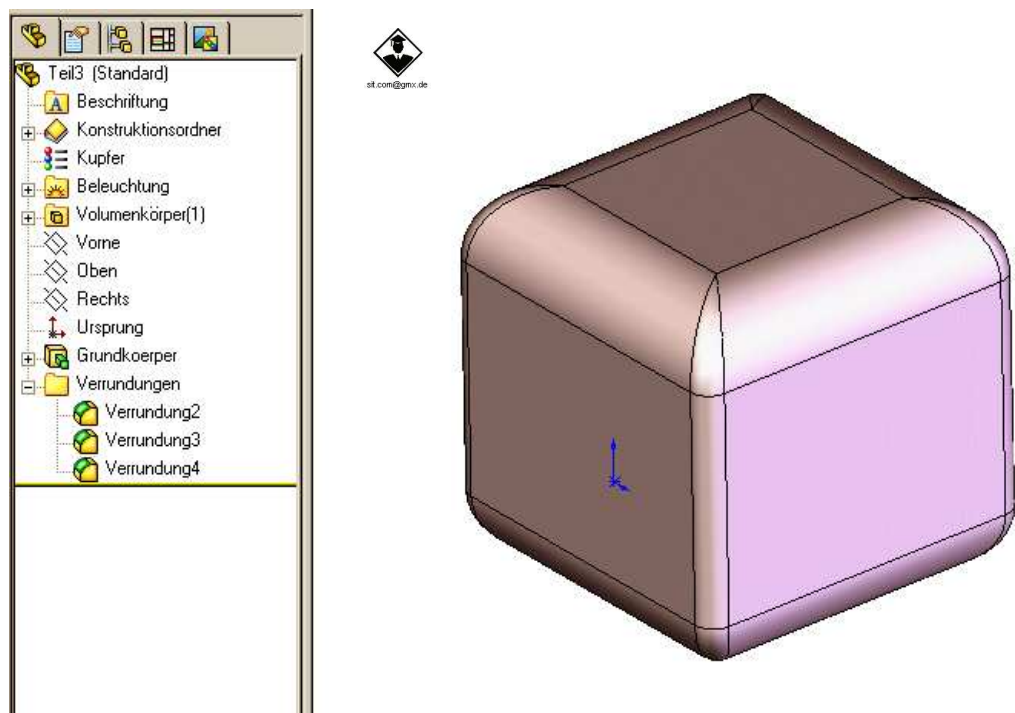 Teil3 (Standard)
Beschriftung
Konstruktionsordner
Kupfer
Beleuchtung
Volumenkörper(1)
Vorne
Oben
Rechts
Ursprung
Grundkoerper
Verrundungen
Verrundung2
Verrundung3
Verrundung4
sit.com@gmx.de